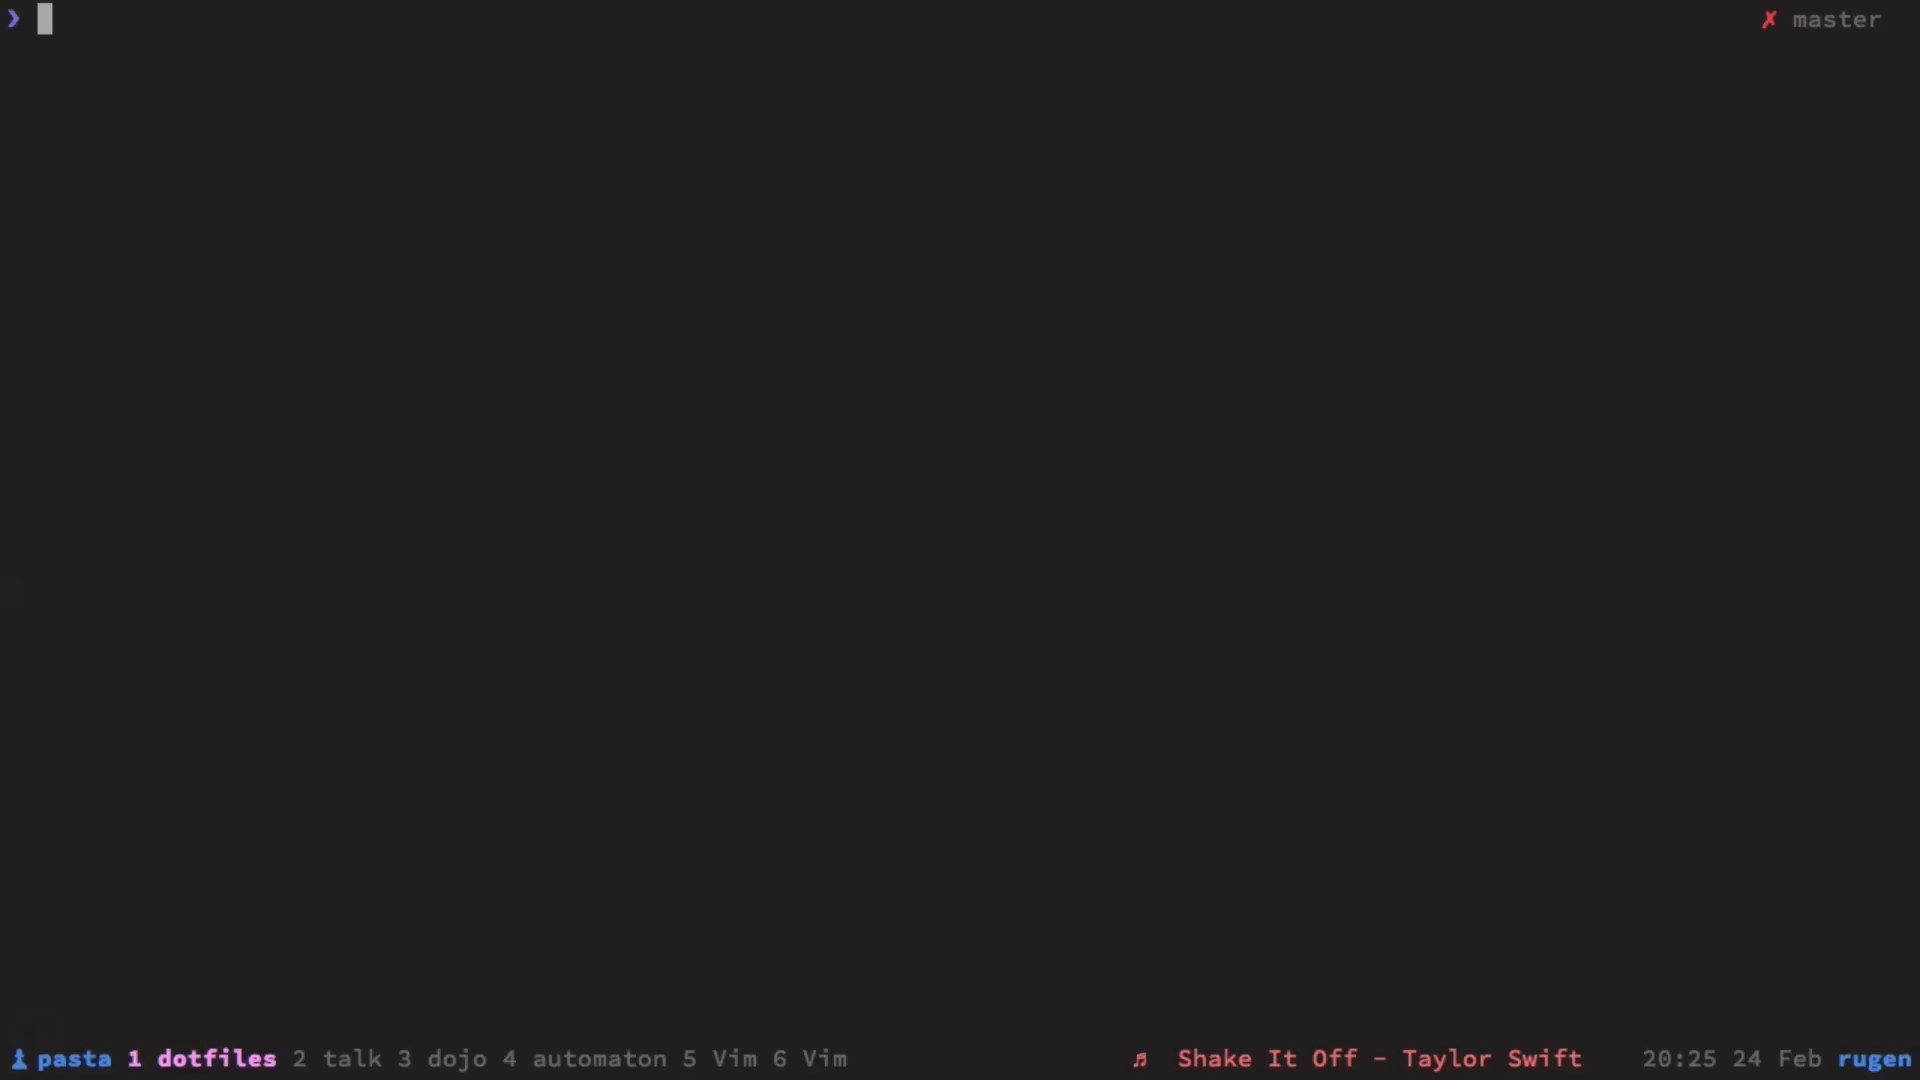 ❯ ✗ master
pasta 1 dotfiles 2 talk 3 dojo 4 automaton 5 Vim 6 Vim ♬ Shake It Off - Taylor Swift 20:25 24 Feb rugen